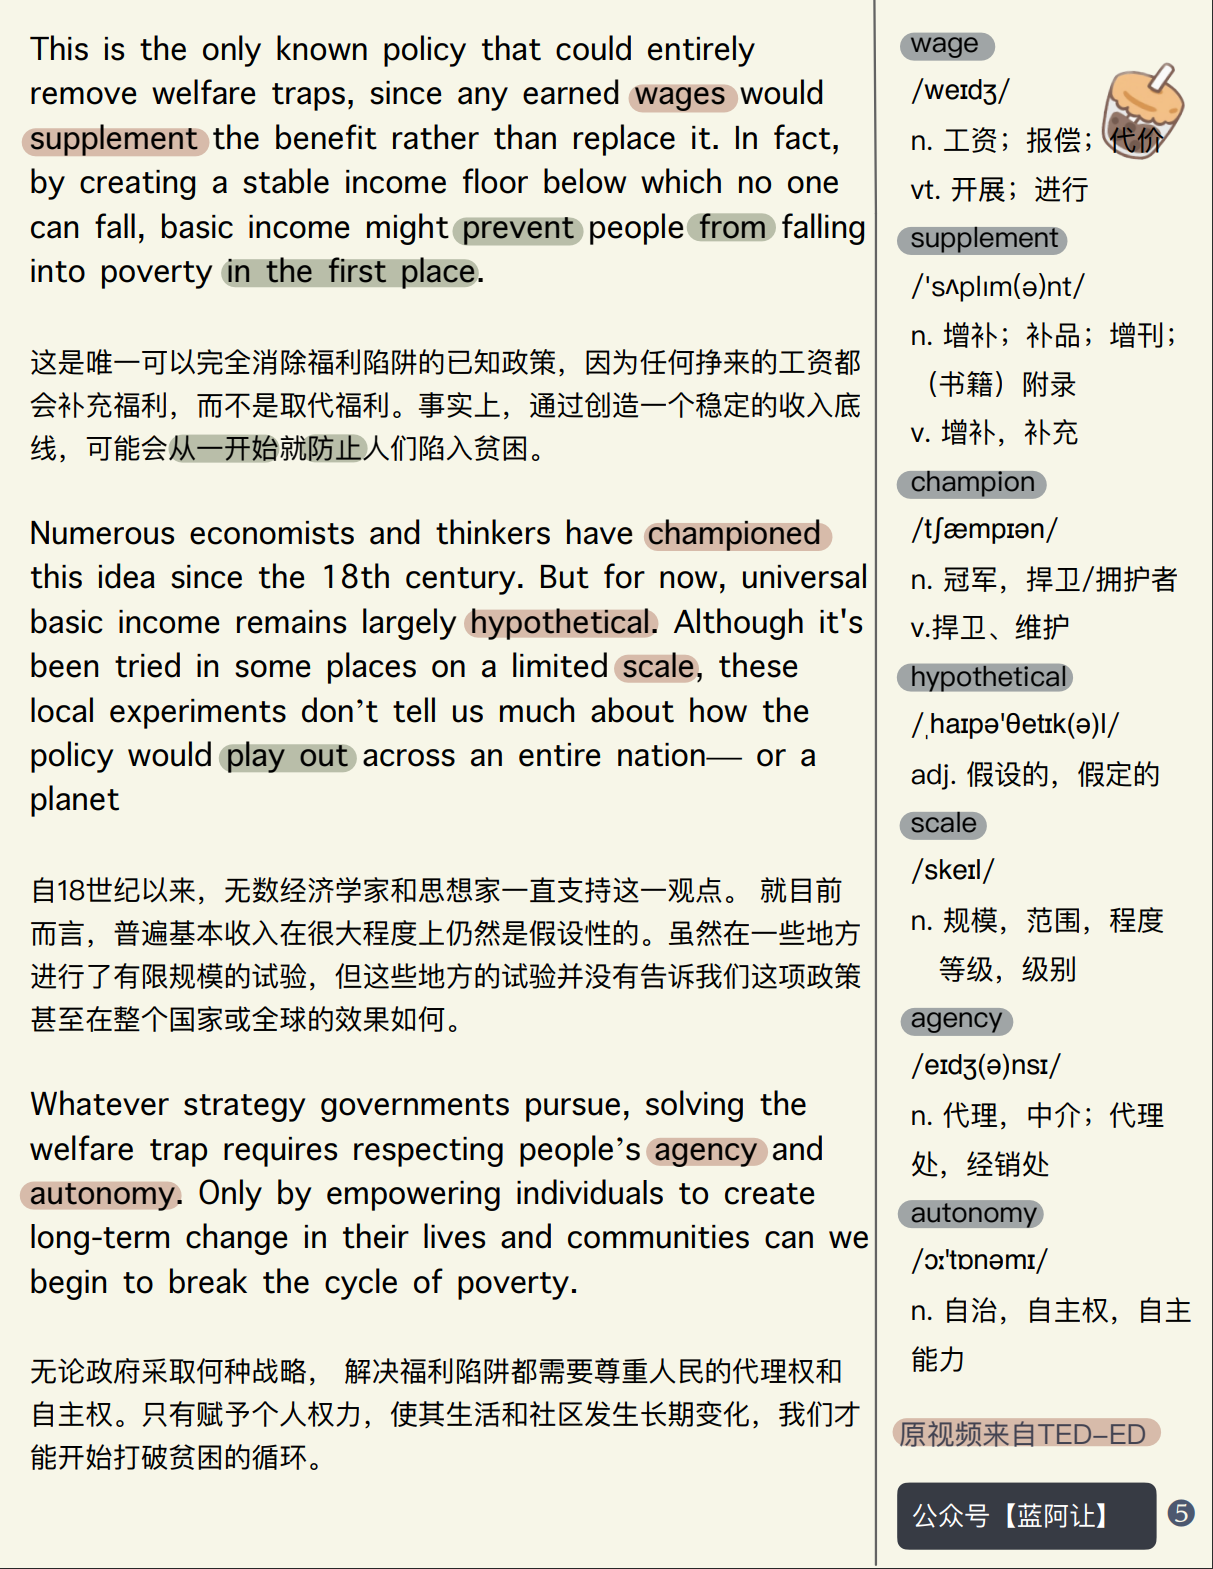 This is the only known policy that could entirely
remove welfare traps, since any earned wages would
supplement the benefit rather than replace it. In fact,
by creating a stable income floor below which no one
can fall, basic income might prevent people from falling
into poverty in the first place.
这是唯一可以完全消除福利陷阱的已知政策，因为任何挣来的工资都
会补充福利，而不是取代福利。事实上，通过创造一个稳定的收入底
线，可能会从一开始就防止人们陷入贫困。
Numerous economists and thinkers have championed
this idea since the 18th century. But for now, universal
basic income remains largely hypothetical. Although it's
been tried in some places on a limited scale, these
local experiments don’t tell us much about how the
policy would play out across an entire nation— or a
planet
自18世纪以来，无数经济学家和思想家一直支持这一观点。 就目前
而言，普遍基本收入在很大程度上仍然是假设性的。虽然在一些地方
进行了有限规模的试验，但这些地方的试验并没有告诉我们这项政策
甚至在整个国家或全球的效果如何。
Whatever strategy governments pursue, solving the
welfare trap requires respecting people’s agency and
autonomy. Only by empowering individuals to create
long-term change in their lives and communities can we
begin to break the cycle of poverty.
无论政府采取何种战略， 解决福利陷阱都需要尊重人民的代理权和
自主权。只有赋予个人权力，使其生活和社区发生长期变化，我们才
能开始打破贫困的循环。
wage
/weɪdʒ/
n. 工资；报偿；代价
vt. 开展；进行
supplement
/'sʌplɪm(ə)nt/
n. 增补；补品；增刊；
（书籍）附录
v. 增补，补充
champion
/tʃæmpɪən/
n. 冠军，捍卫/拥护者
v.捍卫、维护
hypothetical
/ˌhaɪpə'θetɪk(ə)l/
adj. 假设的，假定的
scale
/skeɪl/
n. 规模，范围，程度
等级，级别
agency
/eɪdʒ(ə)nsɪ/
n. 代理，中介；代理
处，经销处
autonomy
/ɔɪ'tɒnəmɪ/
n. 自治，自主权，自主
能力
原视频来自TED-ED
公众号【蓝阿让】
5